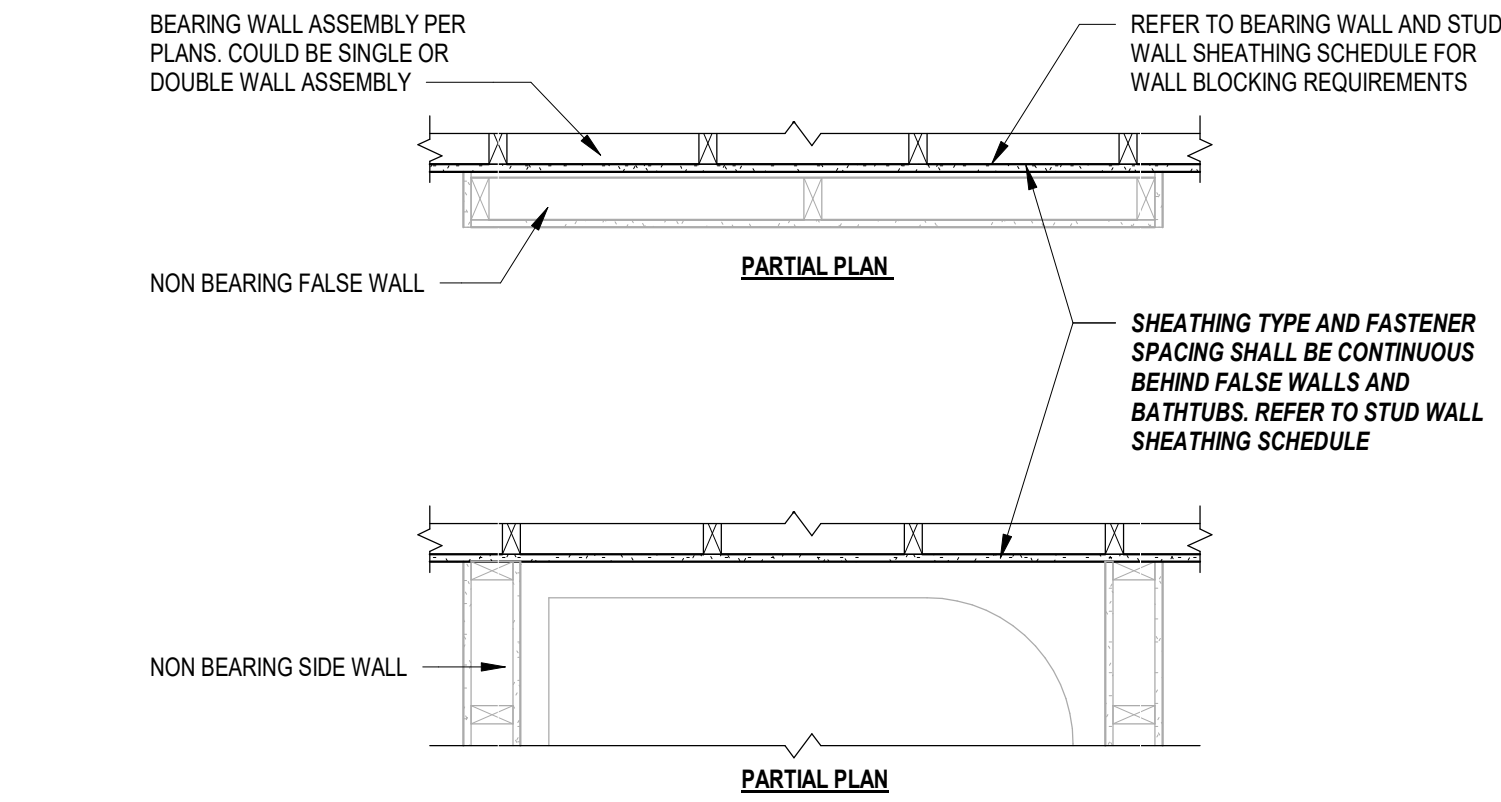 BEARING WALL ASSEMBLY PER
PLANS. COULD BE SINGLE OR
DOUBLE WALL ASSEMBLY
REFER TO BEARING WALL AND STUD
WALL SHEATHING SCHEDULE FOR
WALL BLOCKING REQUIREMENTS
PARTIAL PLAN
NON BEARING FALSE WALL
SHEATHING TYPE AND FASTENER
SPACING SHALL BE CONTINUOUS
BEHIND FALSE WALLS AND
BATHTUBS. REFER TO STUD WALL
SHEATHING SCHEDULE
NON BEARING SIDE WALL
PARTIAL PLAN